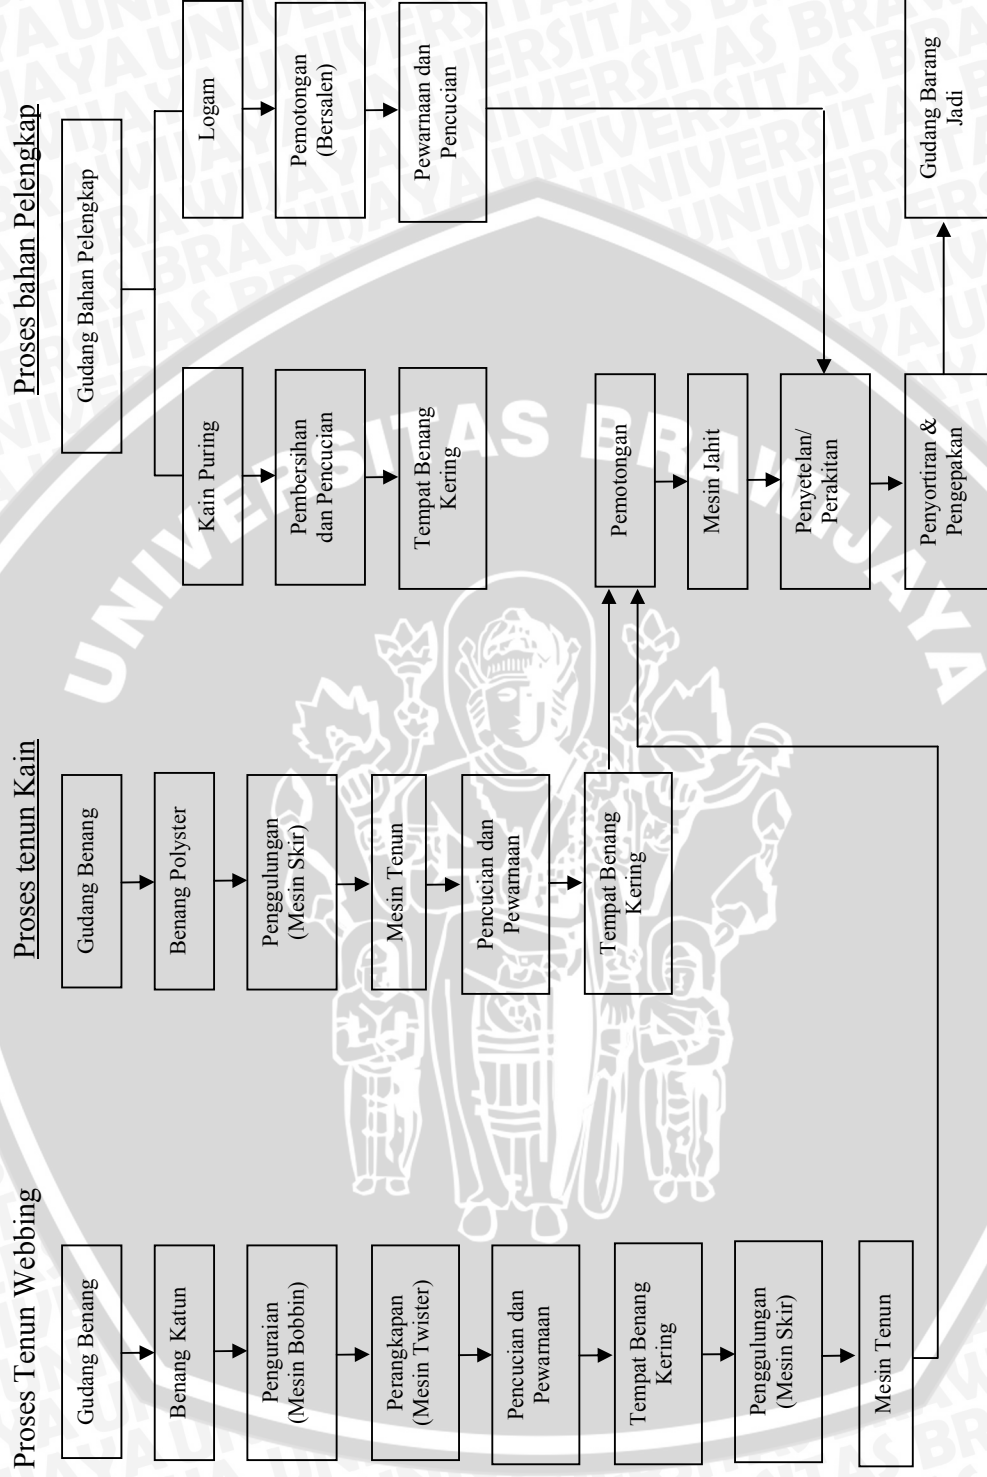 Proses Tenun Webbing
Gudang Benang
Benang Katun
Penguraian
(Mesin Bobbin)
Perangkapan
(Mesin Twister)
Pencucian dan
Pewarnaan
Tempat Benang
Kering
Penggulungan
(Mesin Skir)
Mesin Tenun
Proses tenun Kain
Gudang Benang
Benang Polyster
Penggulungan
(Mesin Skir)
Mesin Tenun
Pencucian dan
Pewarnaan
Tempat Benang
Kering
Proses bahan Pelengkap
Gudang Bahan Pelengkap
Kain Puring
Pembersihan
dan Pencucian
Tempat Benang
Kering
Logam
Pemotongan
(Bersalen)
Pewarnaan dan
Pencucian
Pemotongan
Mesin Jahit
Penyetelan/
Perakitan
Penyortiran &
Pengepakan
Gudang Barang
Jadi
UNIVERSITAS BRAWIJAYA